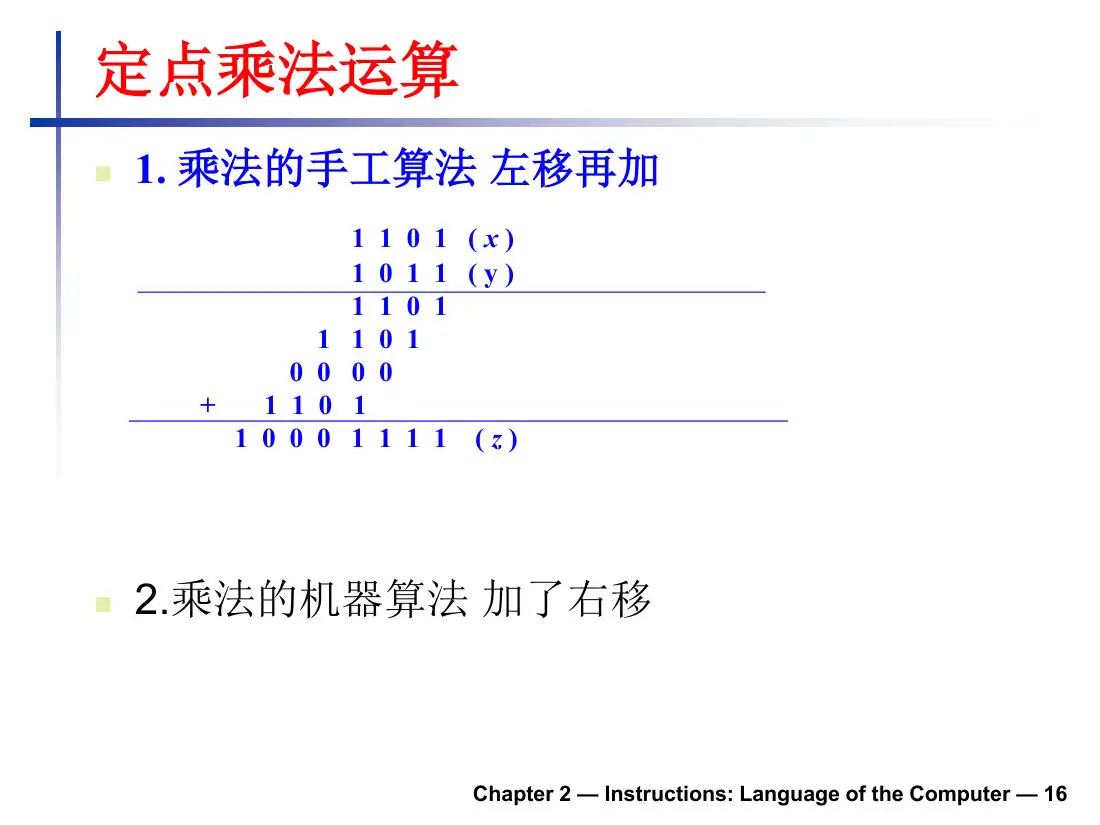 定点乘法运算
1. 乘法的手工算法 左移再加
1 1 0 1 (x)
1 0 1 1 (y)
1 1 0 1
1 1 0 1
0 0 0 0
+ 1 1 0 1
1 0 0 0 1 1 1 1 (z)
2.乘法的机器算法 加了右移
Chapter 2 — Instructions: Language of the Computer — 16